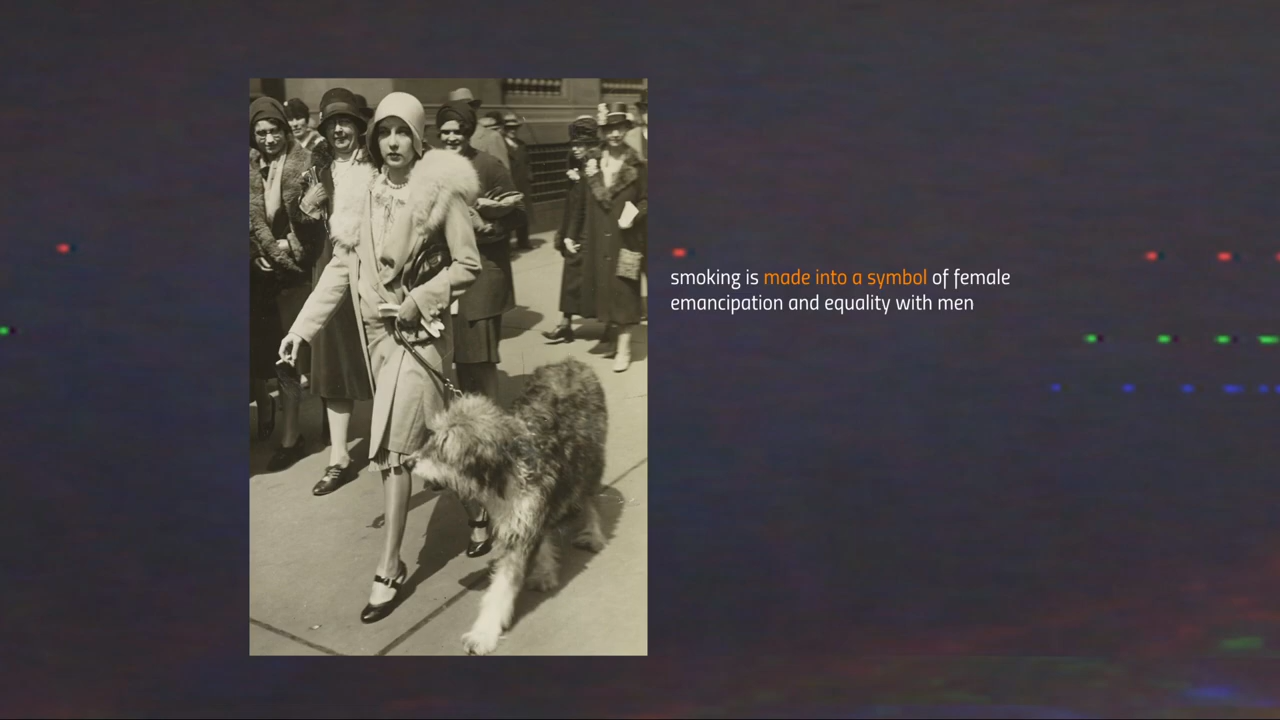 smoking is made into a symbol of female
emancipation and equality with men